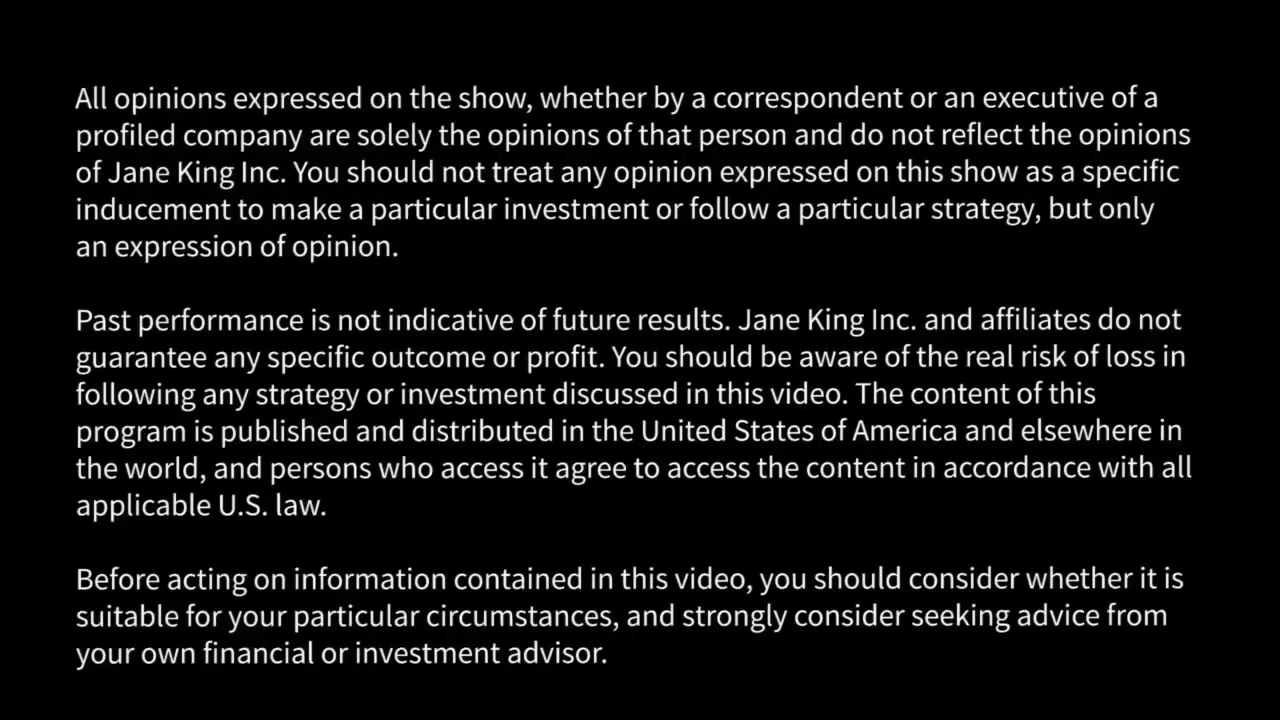 All opinions expressed on the show, whether by a correspondent or an executive of a
profiled company are solely the opinions of that person and do not reflect the opinions
of Jane King Inc. You should not treat any opinion expressed on this show as a specific
inducement to make a particular investment or follow a particular strategy, but only
an expression of opinion.
Past performance is not indicative of future results. Jane King Inc. and affiliates do not
guarantee any specific outcome or profit. You should be aware of the real risk of loss in
following any strategy or investment discussed in this video. The content of this
program is published and distributed in the United States of America and elsewhere in
the world, and persons who access it agree to access the content in accordance with all
applicable U.S. law.
Before acting on information contained in this video, you should consider whether it is
suitable for your particular circumstances, and strongly consider seeking advice from
your own financial or investment advisor.